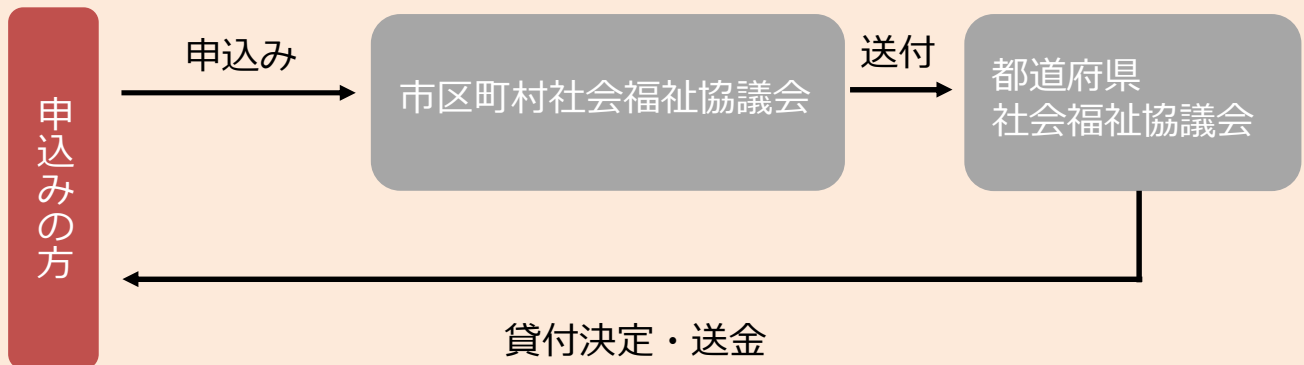 申込みの方
申込み
市区町村社会福祉協議会
送付
都道府県
社会福祉協議会
貸付決定・送金